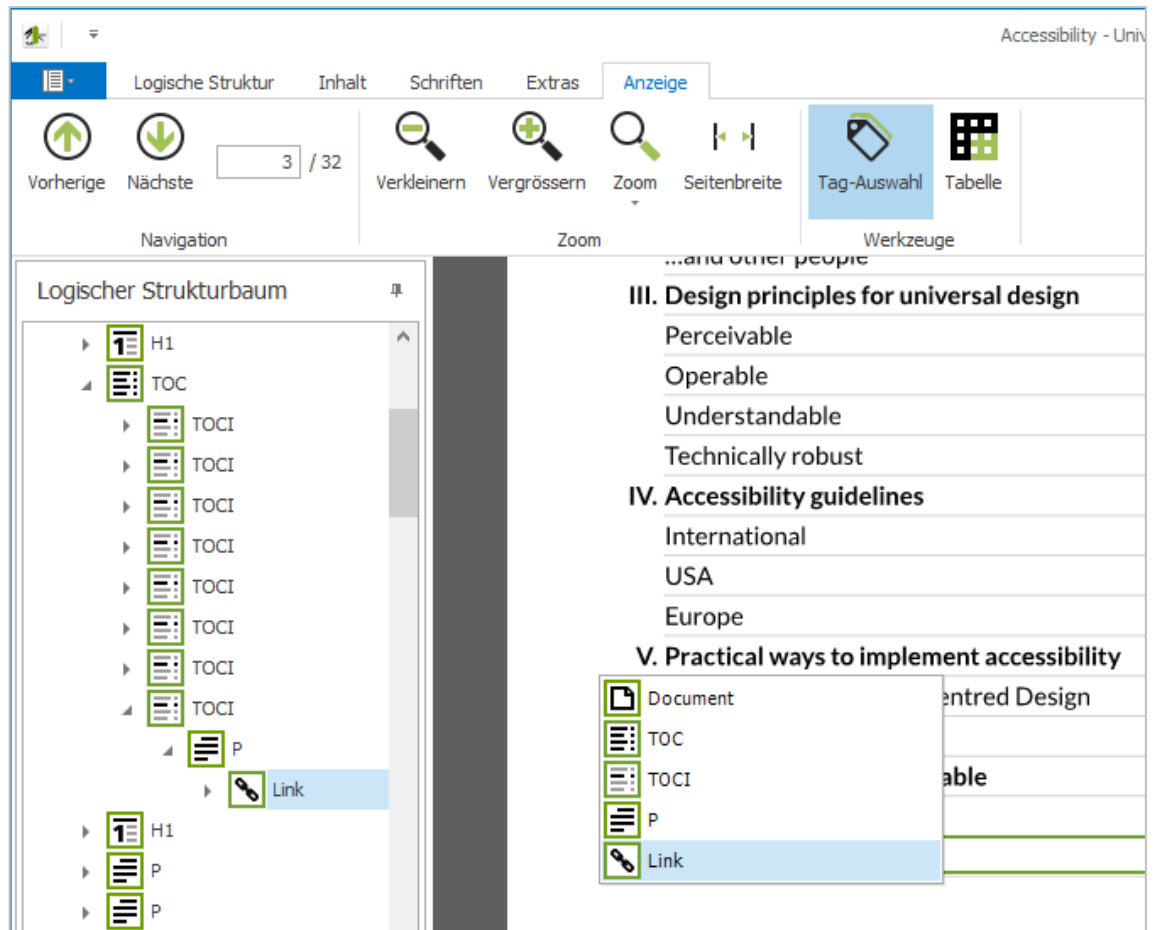 Accessibility - Univ
Logische Struktur Inhalt Schriften Extras Anzeige
3 / 32
Vorherige Nächste Verkleinern Vergrössern Zoom Seitenbreite Tag-Auswahl Tabelle
Navigation Zoom Werkzeuge
Logischer Strukturbaum
H1
TOC
TOCI
TOCI
TOCI
TOCI
TOCI
TOCI
TOCI
TOCI
P
Link
H1
P
P
...and other people
III. Design principles for universal design
Perceivable
Operable
Understandable
Technically robust
IV. Accessibility guidelines
International
USA
Europe
V. Practical ways to implement accessibility
entred Design
able
Document
TOC
TOCI
P
Link